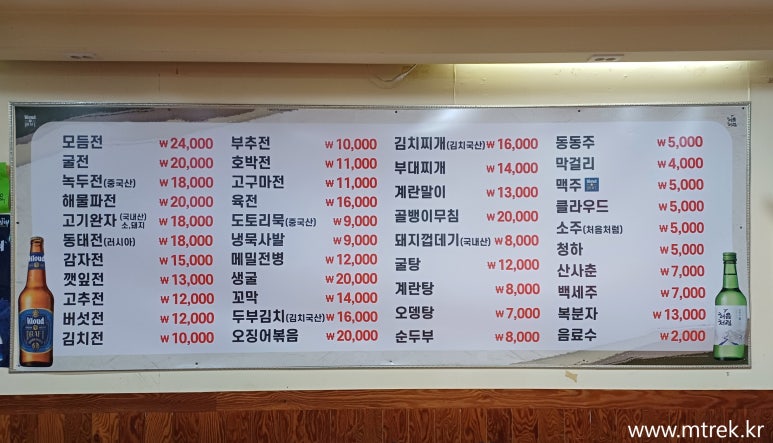 모듬전 ₩24,000
굴전 ₩20,000
녹두전(중국산) ₩18,000
해물파전 ₩20,000
고기완자 (국내산) 소,돼지 ₩18,000
동태전(러시아) ₩18,000
감자전 ₩15,000
깻잎전 ₩13,000
고추전 ₩12,000
버섯전 ₩12,000
김치전 ₩10,000
부추전 ₩10,000
호박전 ₩11,000
고구마전 ₩11,000
육전 ₩16,000
도토리묵(중국산) ₩9,000
냉묵사발 ₩9,000
메밀전병 ₩12,000
생굴 ₩20,000
꼬막 ₩14,000
두부김치(김치국산) ₩16,000
오징어볶음 ₩20,000
김치찌개(김치국산) ₩16,000
부대찌개 ₩14,000
계란말이 ₩13,000
골뱅이무침 ₩20,000
돼지껍데기(국내산) ₩8,000
굴탕 ₩12,000
계란탕 ₩8,000
오뎅탕 ₩7,000
순두부 ₩8,000
동동주 ₩5,000
막걸리 ₩4,000
맥주 ₩5,000
클라우드 ₩5,000
소주(처음처럼) ₩5,000
청하 ₩5,000
산사춘 ₩7,000
백세주 ₩7,000
복분자 ₩13,000
음료수 ₩2,000
kloud
처음처럼
www.mtrek.kr